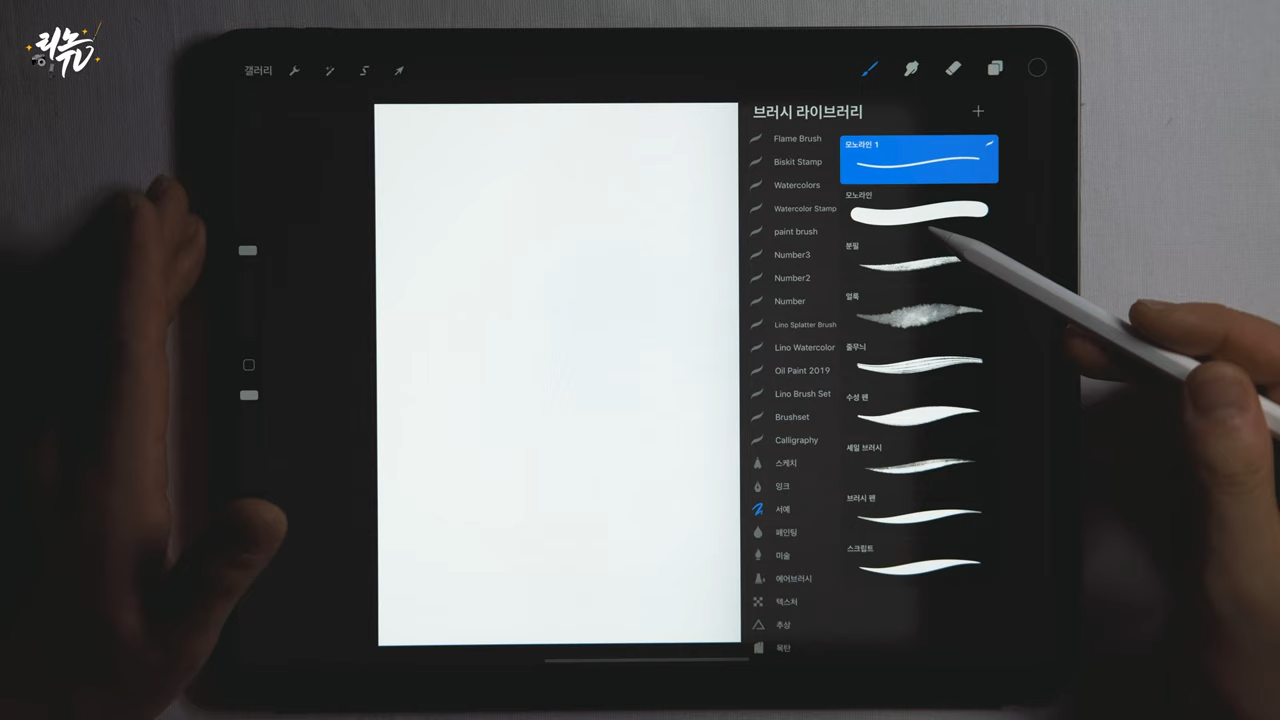 리뉴
갤러리
브러시 라이브러리
Flame Brush
Biskit Stamp
Watercolors
Watercolor Stamp
paint brush
Number3
Number2
Number
Lino Splatter Brush
Lino Watercolor
Oil Paint 2019
Lino Brush Set
Brushset
Calligraphy
스케치
잉크
서예
페인팅
미술
에어브러시
텍스처
추상
목탄
모노라인 1
모노라인
분필
얼룩
줄무늬
수성 펜
셰일 브러시
브러시 펜
스크립트